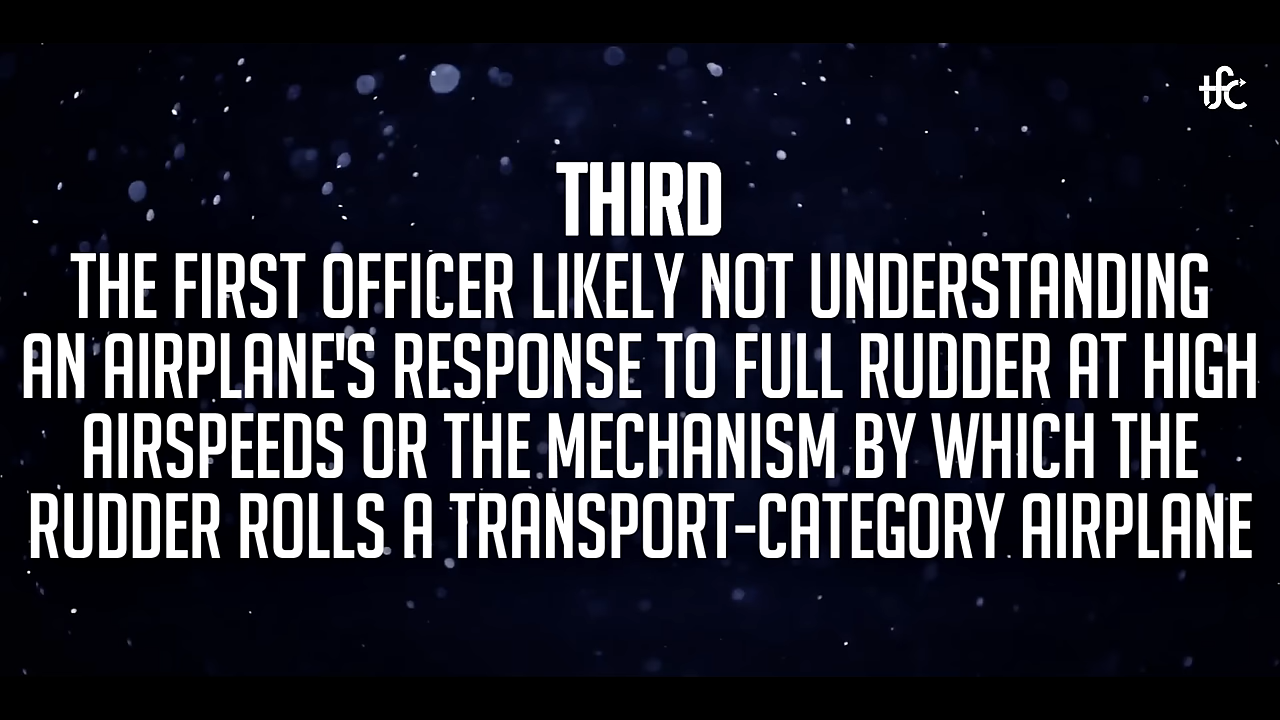 tfc
THIRD
THE FIRST OFFICER LIKELY NOT UNDERSTANDING
AN AIRPLANE'S RESPONSE TO FULL RUDDER AT HIGH
AIRSPEEDS OR THE MECHANISM BY WHICH THE
RUDDER ROLLS A TRANSPORT-CATEGORY AIRPLANE